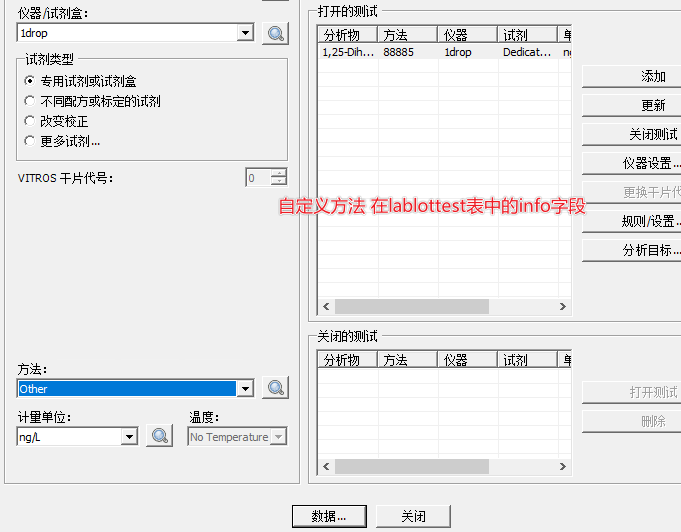 仪器/试剂盒:
1drop
试剂类型
专用试剂或试剂盒
不同配方或标定的试剂
改变校正
更多试剂...
VITROS 干片代号:
0
方法:
Other
计量单位:
温度:
ng/L
No Temperature
打开的测试
分析物 方法 仪器 试剂 单
1,25-Dih... 88885 1drop Dedicat... ng
添加
更新
关闭测试
仪器设置...
更换干片代
规则/设置...
分析目标...
自定义方法 在lablottest表中的info字段
关闭的测试
分析物 方法 仪器 试剂 单
打开测试
删除
数据...
关闭